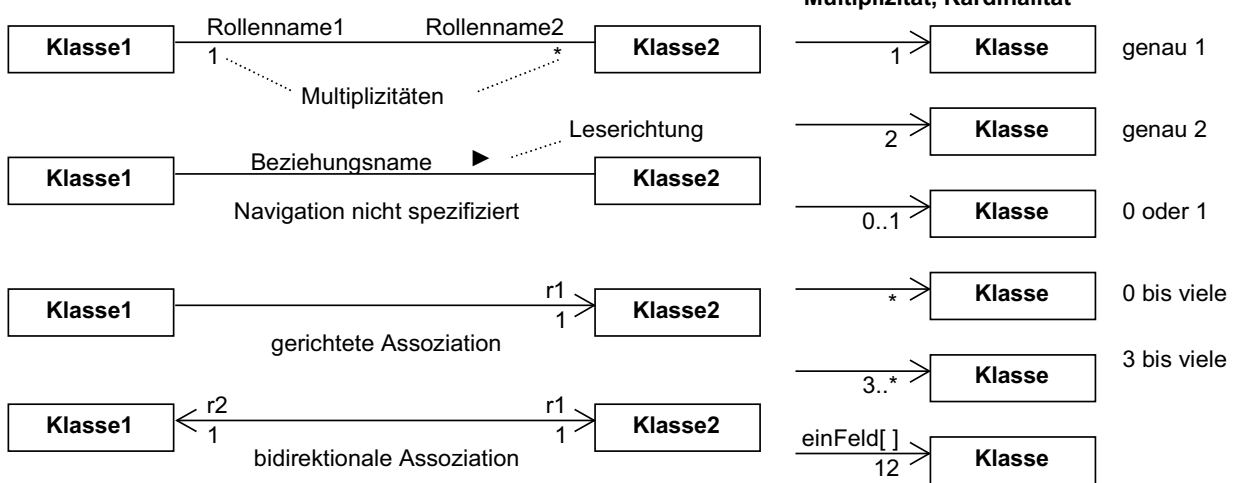 Multiplizität, Kardinalität
Rollenname1 Rollenname2
Klasse1 1 * Klasse2
Multiplizitäten
Leserichtung
Beziehungsname ►
Klasse1 Klasse2
Navigation nicht spezifiziert
r1
Klasse1 1 Klasse2
gerichtete Assoziation
r2 r1
Klasse1 1 1 Klasse2
bidirektionale Assoziation
1 Klasse genau 1
2 Klasse genau 2
0..1 Klasse 0 oder 1
* Klasse 0 bis viele
3..* Klasse 3 bis viele
einFeld[ ]
12 Klasse